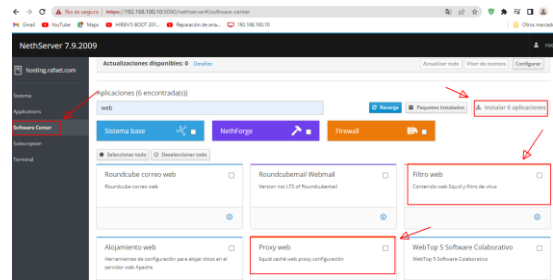 No es seguro | https://192.168.100.10:9090/nethserver#/software-center
Gmail YouTube Maps HIREN'S BOOT 201... Reparación de arra... 192.168.100.10 Otros marcad
NethServer 7.9.2009
hosting.rafael.com
Sistema
Applications
Software Center
Subscription
Terminal
Actualizaciones disponibles: 0 Detalles
Actualizar todo Visor de eventos Configurar
Aplicaciones (6 encontrada(s))
web
Recarga Paquetes instalados Instalar 0 aplicaciones
Sistema base NethForge Firewall
Seleccionar todo Deseleccionar todo
Roundcube correo web
Roundcube correo web
Roundcubemail Webmail
Version not LTS of Roundcubemail
Filtro web
Contenido web Squid y filtro de virus
Alojamiento web
Herramientas de configuración para alojar sitios en el
servidor web Apache
Proxy web
Squid caché web proxy configuración
WebTop 5 Software Colaborativo
WebTop 5 Software Colaborativo